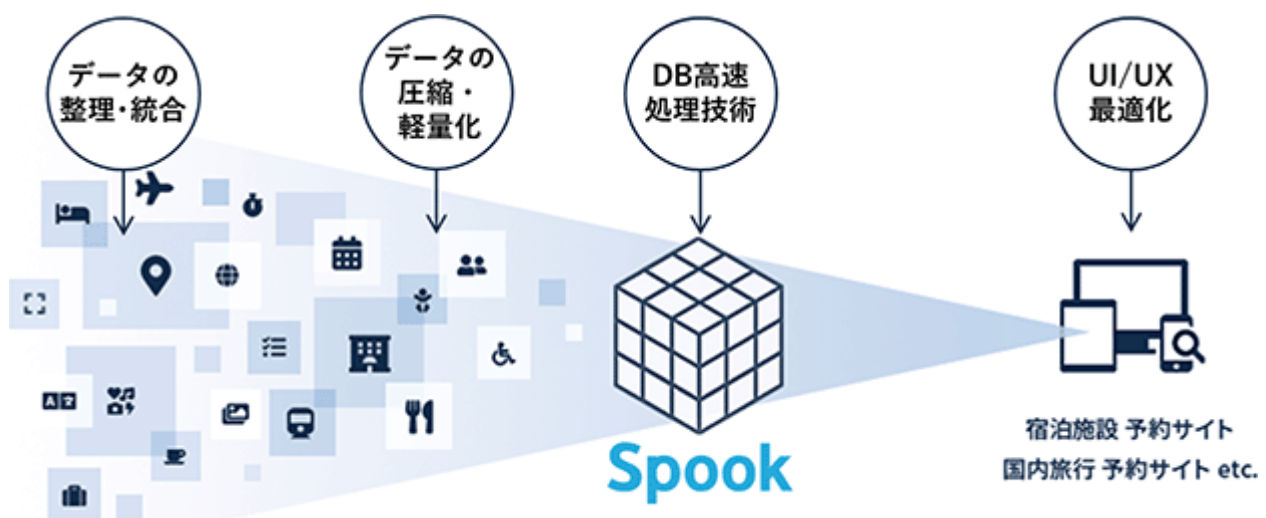 データの
整理・統合
データの
圧縮・
軽量化
DB高速
処理技術
UI/UX
最適化
A
Spook
宿泊施設 予約サイト
国内旅行 予約サイト etc.